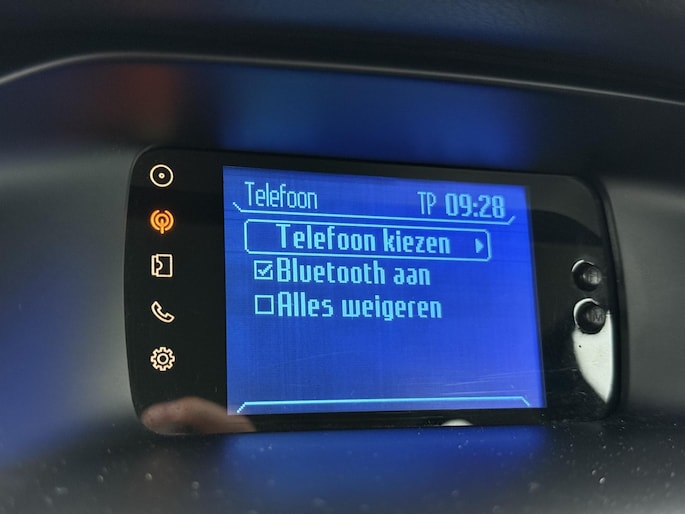 Telefoon TP 09:28
Telefoon kiezen
Bluetooth aan
Alles weigeren